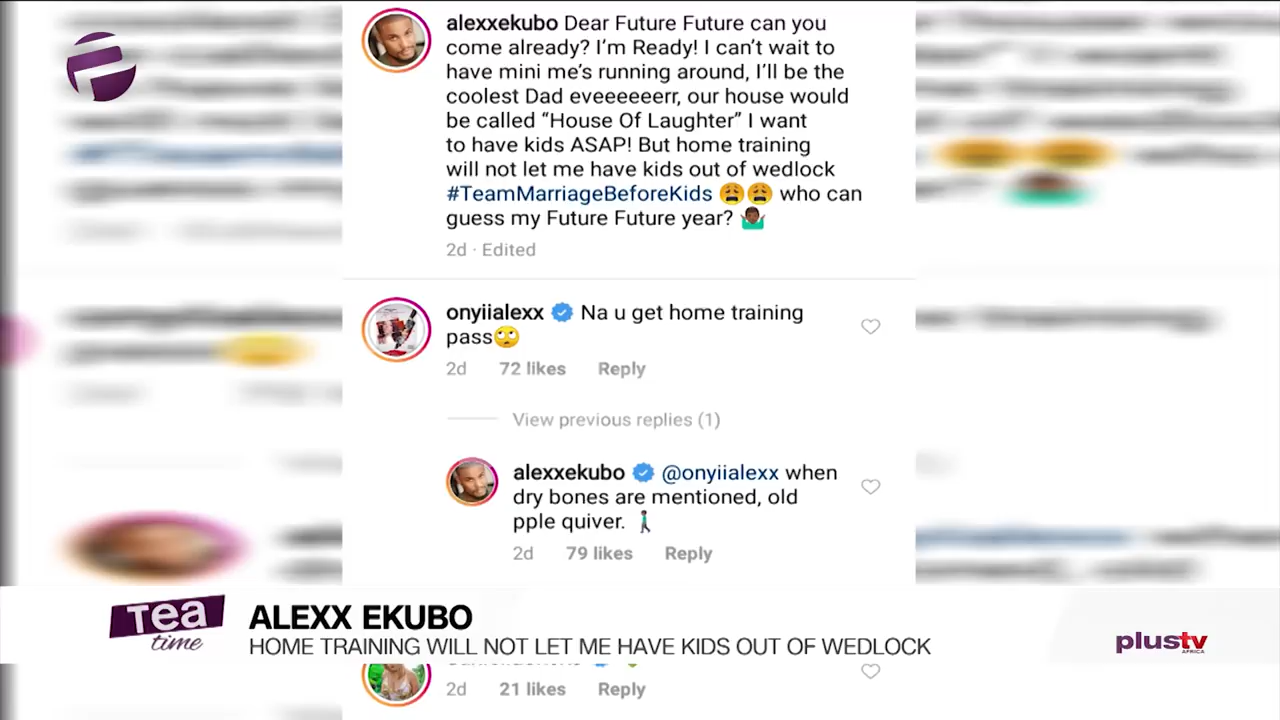 alexxekubo Dear Future Future can you
come already? I'm Ready! I can't wait to
have mini me's running around, I'll be the
coolest Dad eveeeeeerr, our house would
be called “House Of Laughter” I want
to have kids ASAP! But home training
will not let me have kids out of wedlock
#TeamMarriageBeforeKids 😩😩 who can
guess my Future Future year? 🤷🏾‍♂️
2d · Edited
onyiialexx Na u get home training
pass🙄
2d 72 likes Reply
View previous replies (1)
alexxekubo @onyiialexx when
dry bones are mentioned, old
pple quiver. 🚶🏾‍♂️
2d 79 likes Reply
Tea
time
ALEXX EKUBO
HOME TRAINING WILL NOT LET ME HAVE KIDS OUT OF WEDLOCK
plustv
AFRICA
2d 21 likes Reply